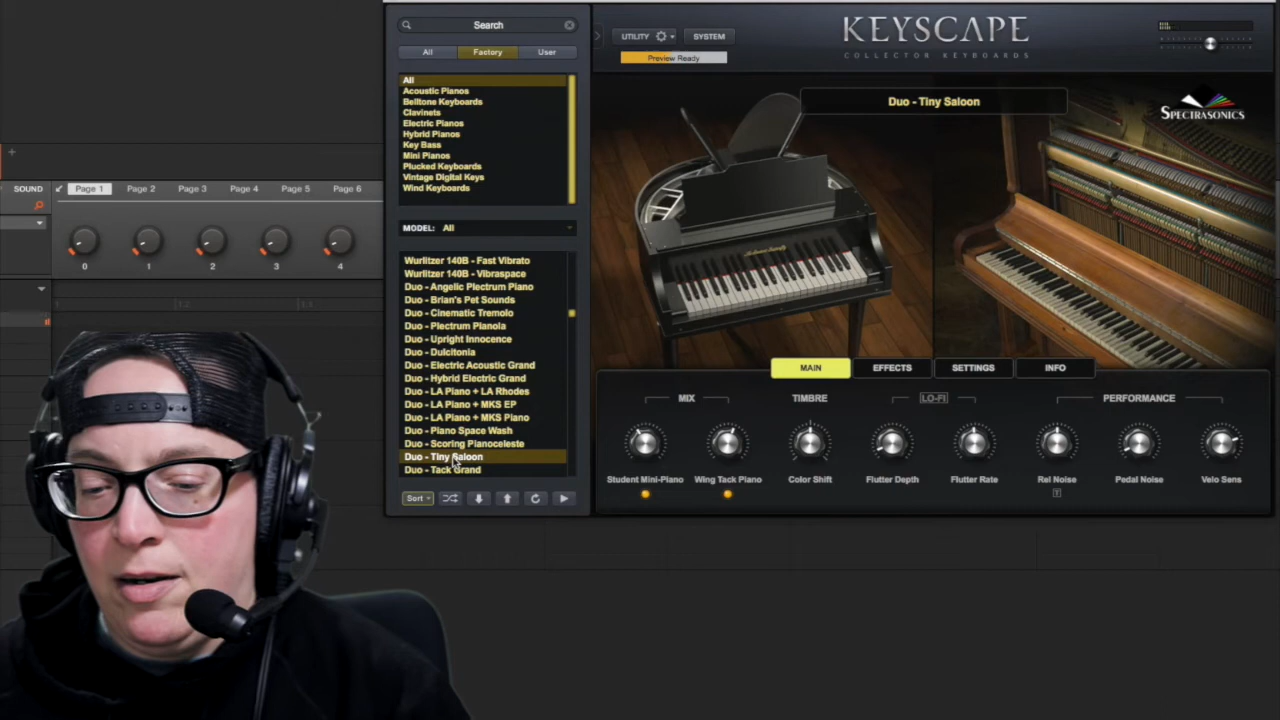 Search
All
Factory
User
All
Acoustic Pianos
Belltone Keyboards
Clavinets
Electric Pianos
Hybrid Pianos
Key Bass
Mini Pianos
Plucked Keyboards
Vintage Digital Keys
Wind Keyboards
MODEL: All
Wurlitzer 140B - Fast Vibrato
Wurlitzer 140B - Vibraspace
Duo - Angelic Plectrum Piano
Duo - Brian's Pet Sounds
Duo - Cinematic Tremolo
Duo - Plectrum Pianola
Duo - Upright Innocence
Duo - Dulcitonia
Duo - Electric Acoustic Grand
Duo - Hybrid Electric Grand
Duo - LA Piano + LA Rhodes
Duo - LA Piano + MKS EP
Duo - LA Piano + MKS Piano
Duo - Piano Space Wash
Duo - Scoring Pianoceleste
Duo - Tiny Saloon
Duo - Tack Grand
Sort
SOUND
Page 1
Page 2
Page 3
Page 4
Page 5
Page 6
0
1
2
3
4
UTILITY
SYSTEM
Preview Ready
KEYSCAPE
COLLECTOR KEYBOARDS
Duo - Tiny Saloon
SPECTRASONICS
MAIN
EFFECTS
SETTINGS
INFO
MIX
TIMBRE
LO-FI
PERFORMANCE
Student Mini-Piano
Wing Tack Piano
Color Shift
Flutter Depth
Flutter Rate
Rel Noise
Pedal Noise
Velo Sens
T